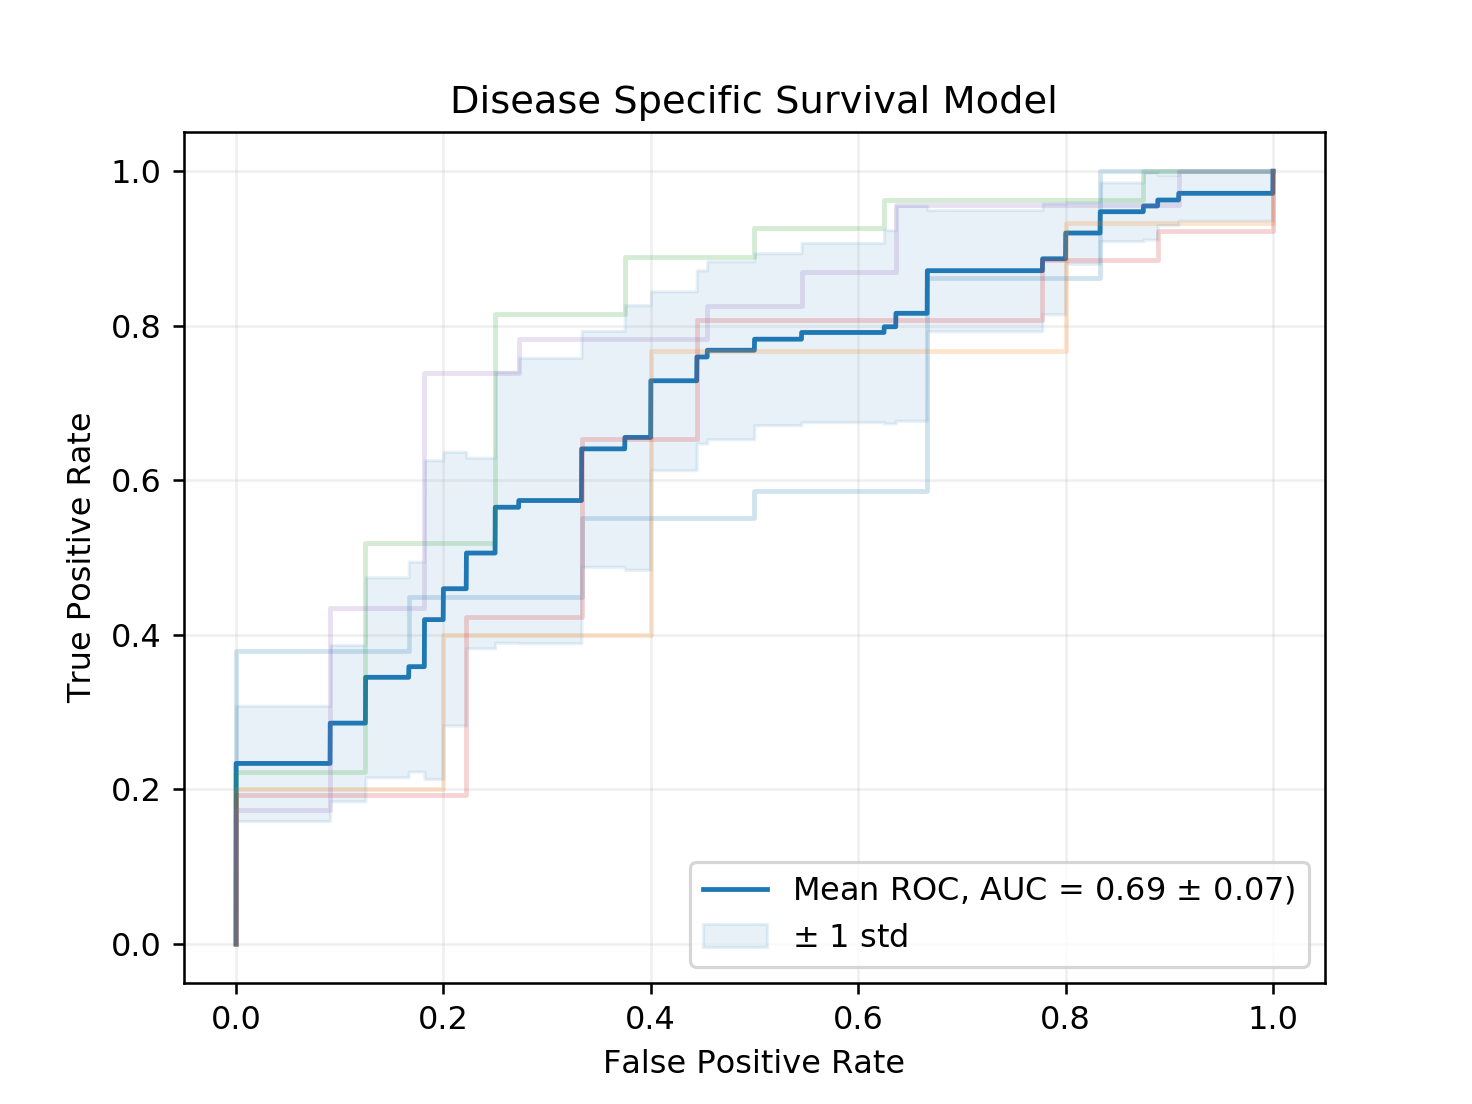 Disease Specific Survival Model
True Positive Rate
1.0
0.8
0.6
0.4
0.2
0.0
Mean ROC, AUC = 0.69 ± 0.07)
± 1 std
0.0 0.2 0.4 0.6 0.8 1.0
False Positive Rate